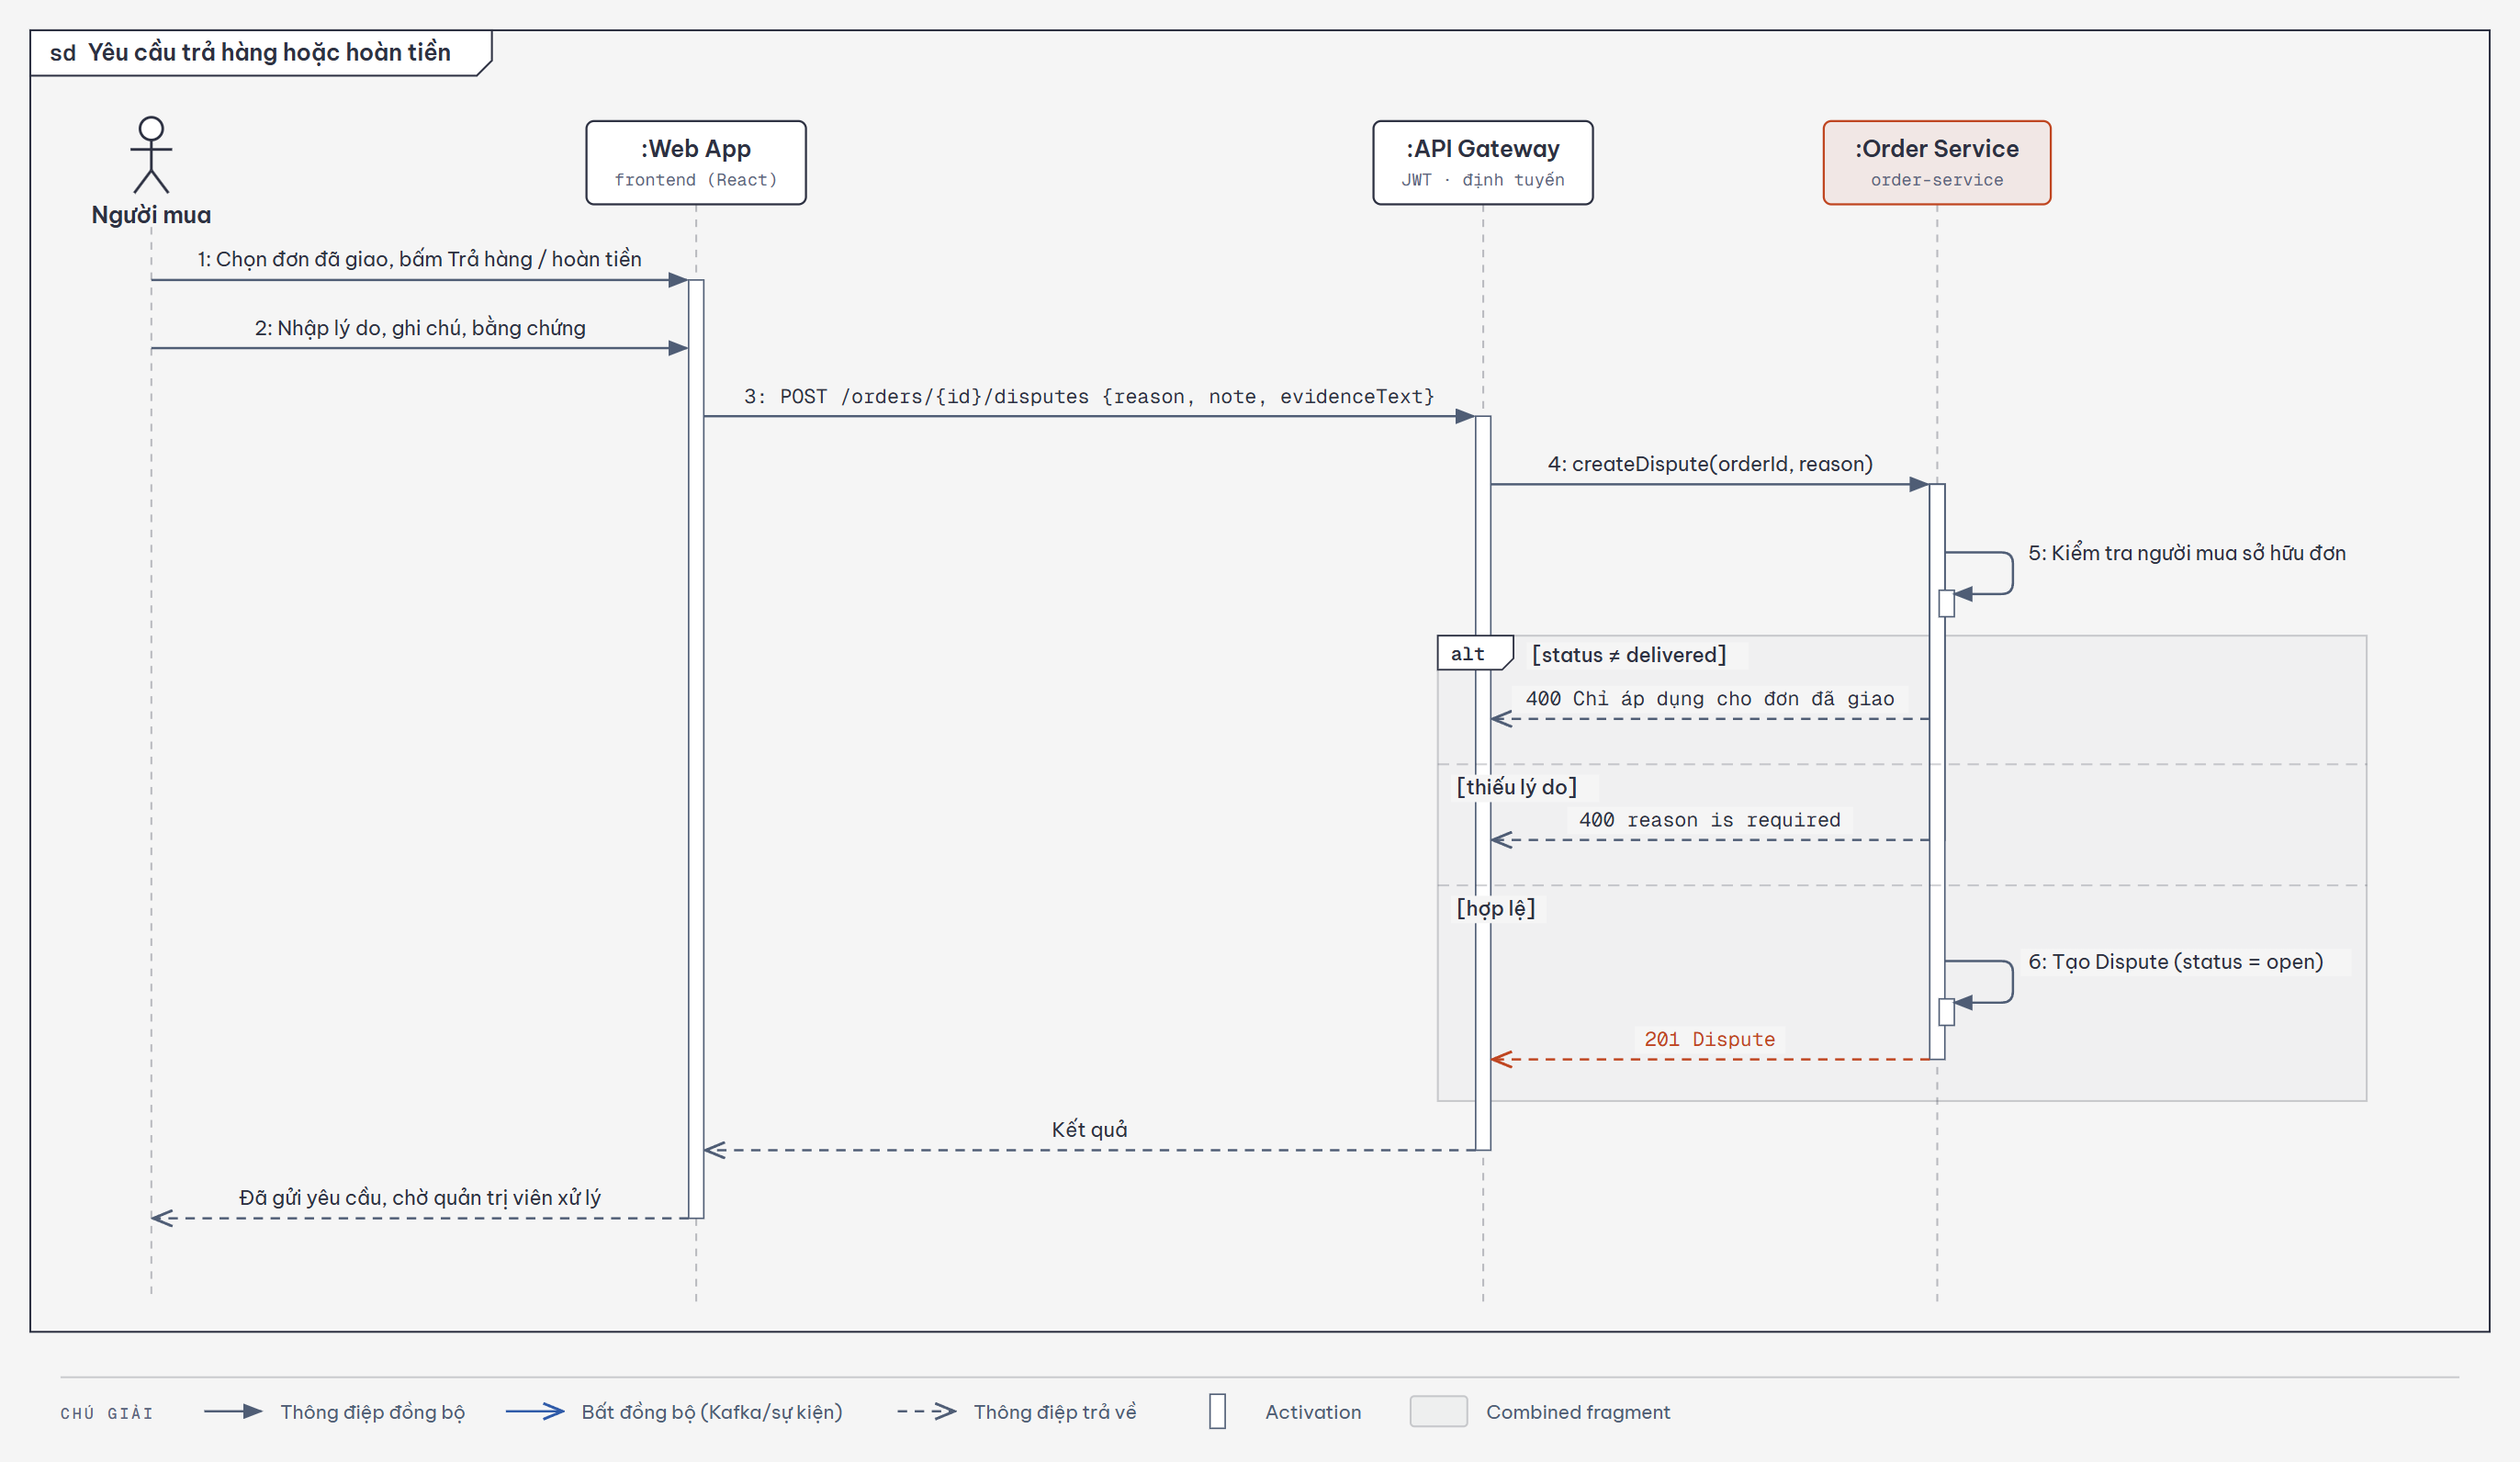 sd Yêu cầu trả hàng hoặc hoàn tiền
Người mua
:Web App
frontend (React)
:API Gateway
JWT · định tuyến
:Order Service
order-service
1: Chọn đơn đã giao, bấm Trả hàng / hoàn tiền
2: Nhập lý do, ghi chú, bằng chứng
3: POST /orders/{id}/disputes {reason, note, evidenceText}
4: createDispute(orderId, reason)
5: Kiểm tra người mua sở hữu đơn
alt [status ≠ delivered]
400 Chỉ áp dụng cho đơn đã giao
[thiếu lý do]
400 reason is required
[hợp lệ]
6: Tạo Dispute (status = open)
201 Dispute
Kết quả
Đã gửi yêu cầu, chờ quản trị viên xử lý
CHÚ GIẢI
Thông điệp đồng bộ
Bất đồng bộ (Kafka/sự kiện)
Thông điệp trả về
Activation
Combined fragment